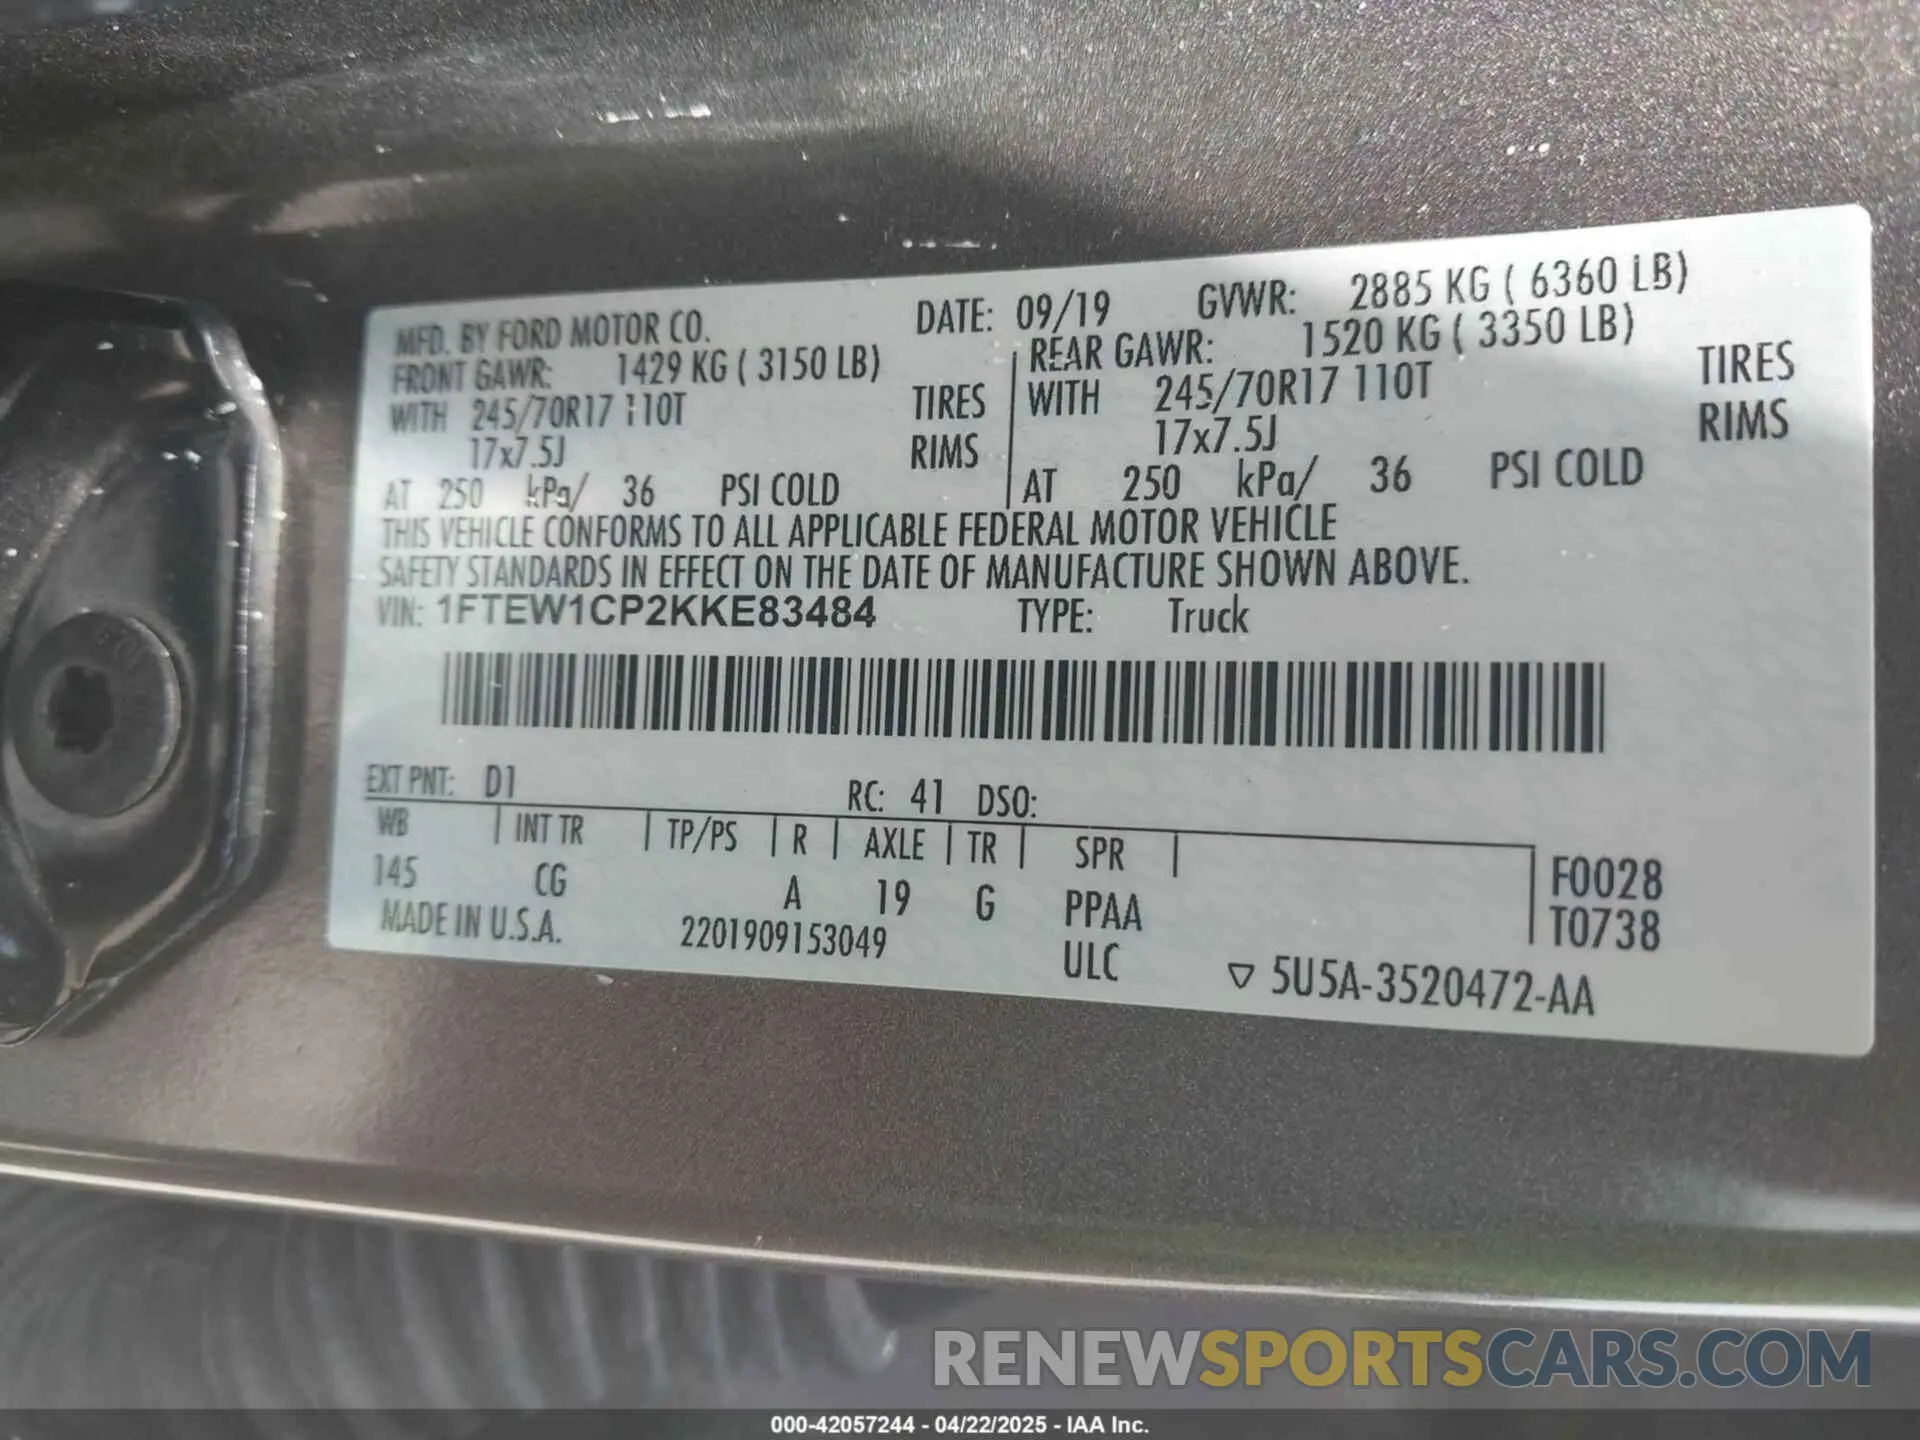 MFD. BY FORD MOTOR CO. DATE: 09/19 GVWR: 2885 KG ( 6360 LB)
FRONT GAWR: 1429 KG ( 3150 LB) REAR GAWR: 1520 KG ( 3350 LB)
WITH 245/70R17 110T TIRES WITH 245/70R17 110T TIRES
17x7.5J RIMS 17x7.5J RIMS
AT 250 kPa/ 36 PSI COLD AT 250 kPa/ 36 PSI COLD
THIS VEHICLE CONFORMS TO ALL APPLICABLE FEDERAL MOTOR VEHICLE
SAFETY STANDARDS IN EFFECT ON THE DATE OF MANUFACTURE SHOWN ABOVE.
VIN: 1FTEW1CP2KKE83484 TYPE: Truck
EXT PNT: D1 RC: 41 DSO:
WB INT TR TP/PS R AXLE TR SPR
145 CG A 19 G PPAA F0028
MADE IN U.S.A. 2201909153049 ULC T0738
▽ 5U5A-3520472-AA
RENEWSPORTSCARS.COM
000-42057244 - 04/22/2025 - IAA Inc.